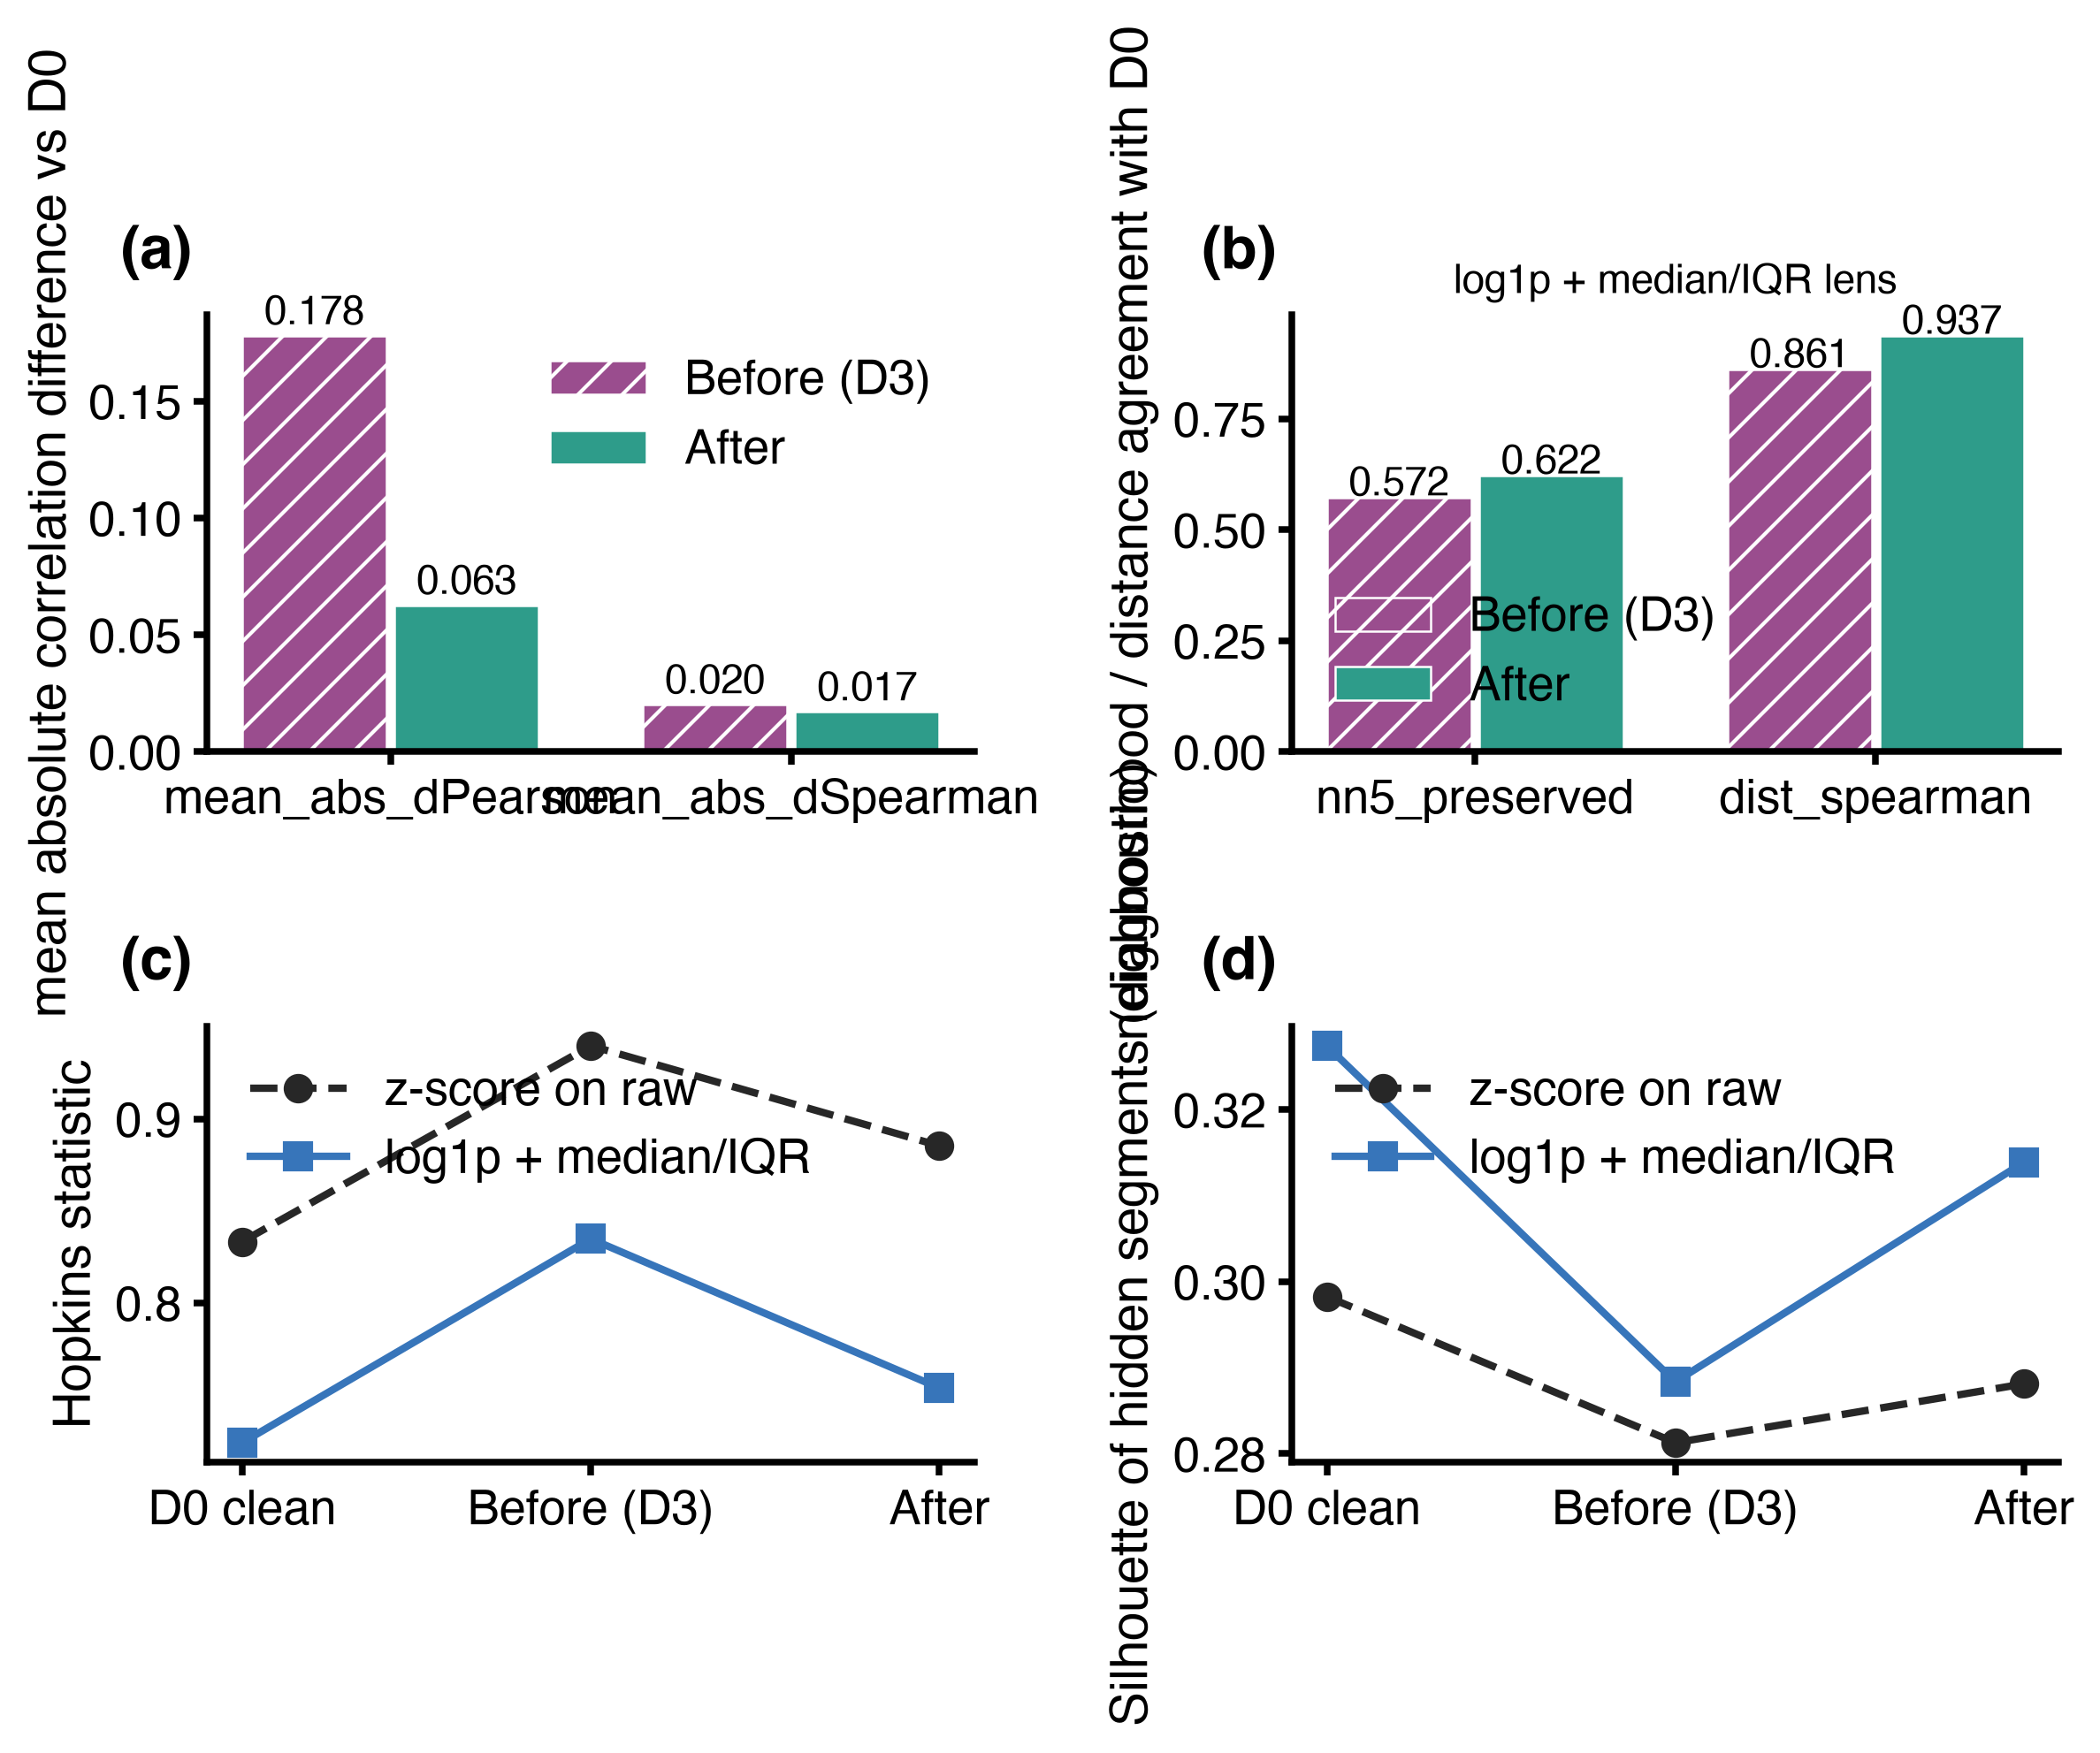 (a)
mean absolute correlation difference vs D0
0.178
0.063
0.020
0.017
Before (D3)
After
0.15
0.10
0.05
0.00
mean_abs_dPearson
mean_abs_dSpearman
(b)
log1p + median/IQR lens
distance agreement with D0
0.572
0.622
0.861
0.937
0.75
0.50
0.25
0.00
Before (D3)
After
nn5_preserved
dist_spearman
(c)
Hopkins statistic
z-score on raw
log1p + median/IQR
0.9
0.8
D0 clean
Before (D3)
After
(d)
Silhouette of hidden segments
z-score on raw
log1p + median/IQR
0.32
0.30
0.28
D0 clean
Before (D3)
After